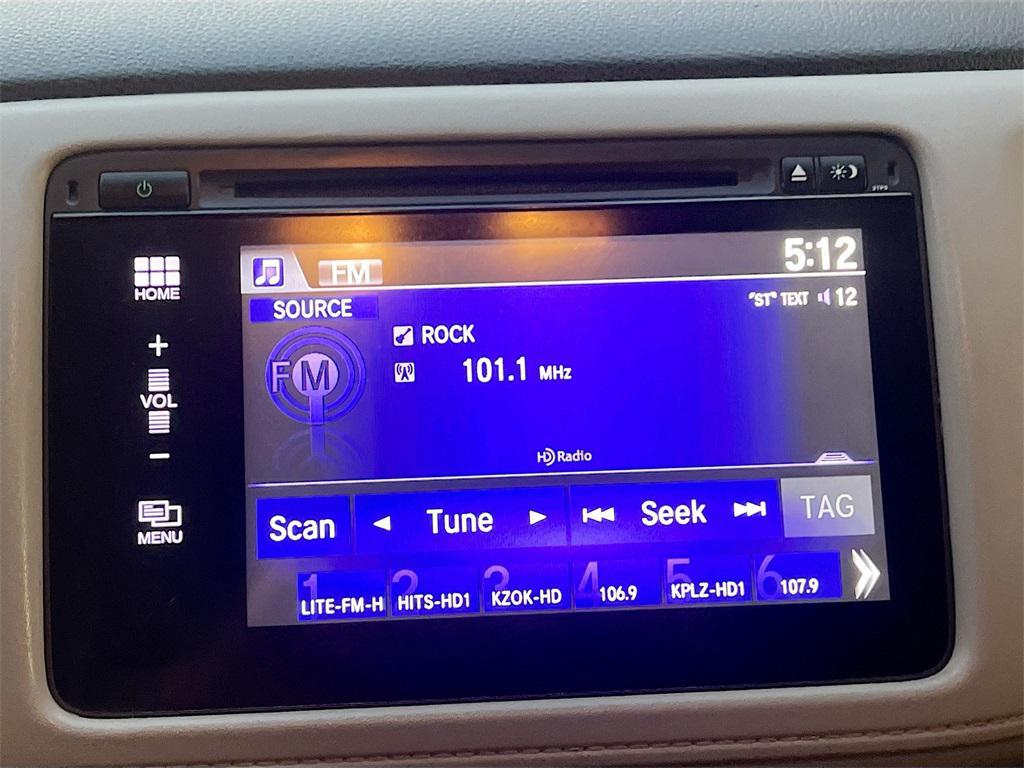 FM
5:12
HOME
SOURCE
"ST" TEXT 12
ROCK
FM
101.1 MHz
+
VOL
−
HD Radio
MENU
Scan
Tune
Seek
TAG
1 LITE-FM-H
2 HITS-HD1
3 KZOK-HD
4 106.9
5 KPLZ-HD1
6 107.9